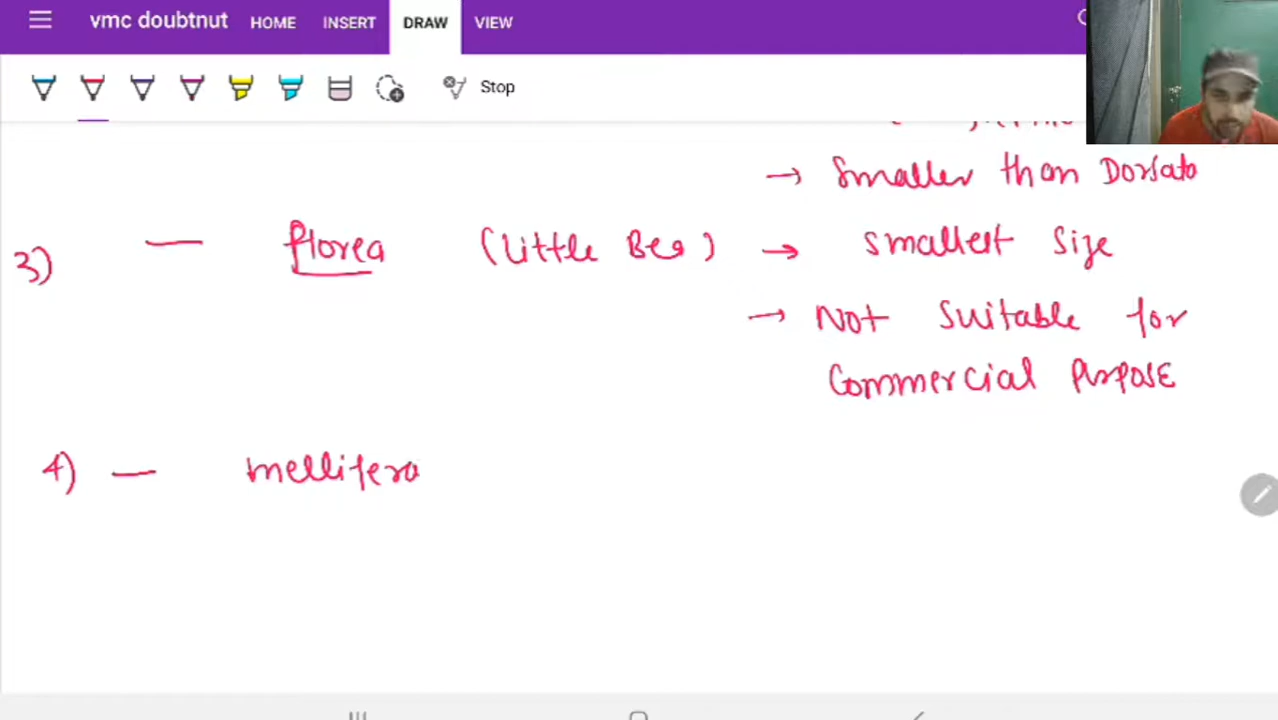 vmc doubtnut HOME INSERT DRAW VIEW
Stop
→ Smaller than Dorsata
3) — florea (Little Bee) → smallest Size
→ Not Suitable for
Commercial Purpose
4) — mellifera